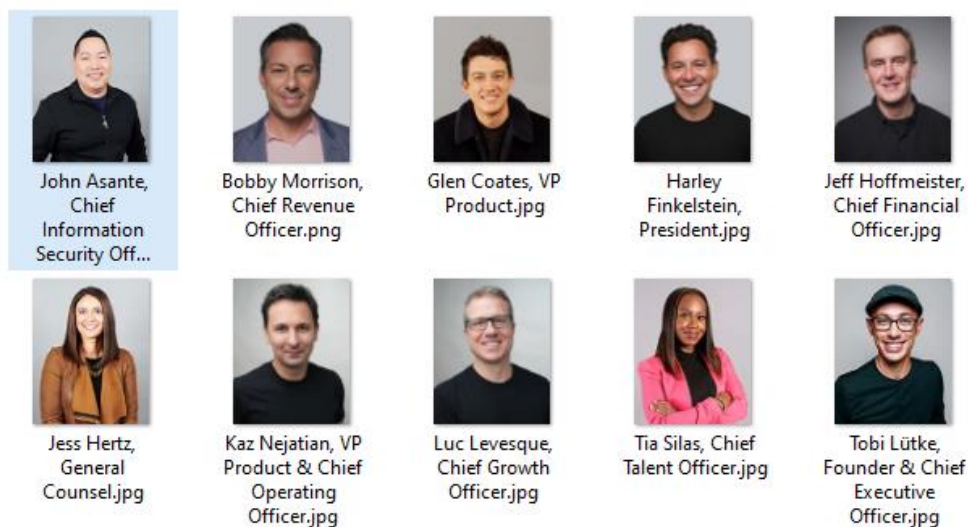 John Asante,
Chief
Information
Security Off...
Bobby Morrison,
Chief Revenue
Officer.png
Glen Coates, VP
Product.jpg
Harley
Finkelstein,
President.jpg
Jeff Hoffmeister,
Chief Financial
Officer.jpg
Jess Hertz,
General
Counsel.jpg
Kaz Nejatian, VP
Product & Chief
Operating
Officer.jpg
Luc Levesque,
Chief Growth
Officer.jpg
Tia Silas, Chief
Talent Officer.jpg
Tobi Lütke,
Founder & Chief
Executive
Officer.jpg